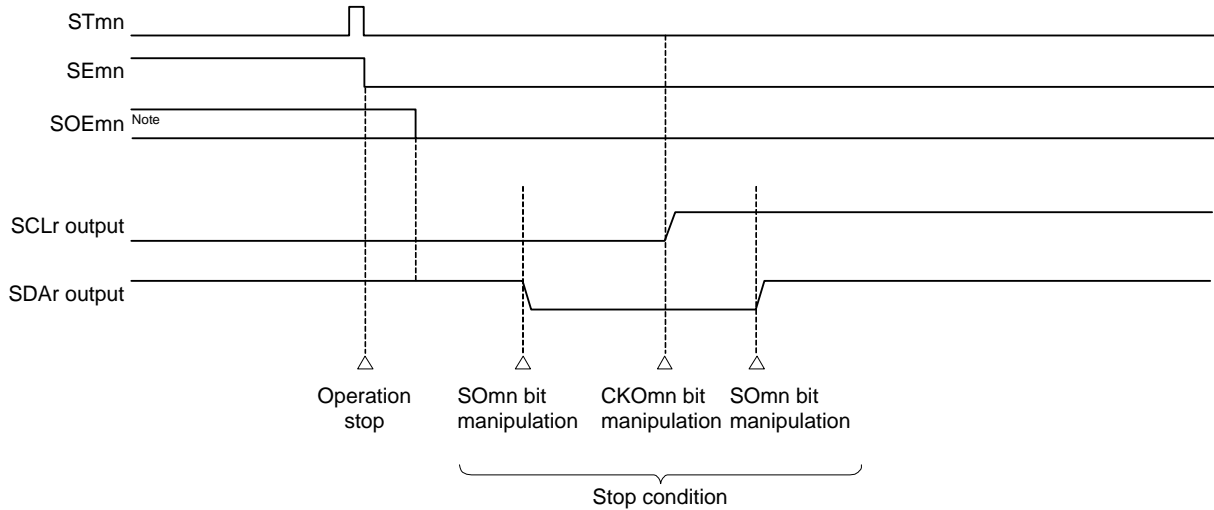 STmn
SEmn
SOEmn Note
SCLr output
SDAr output
Operation
stop
SOmn bit
manipulation
CKOmn bit
manipulation
SOmn bit
manipulation
Stop condition